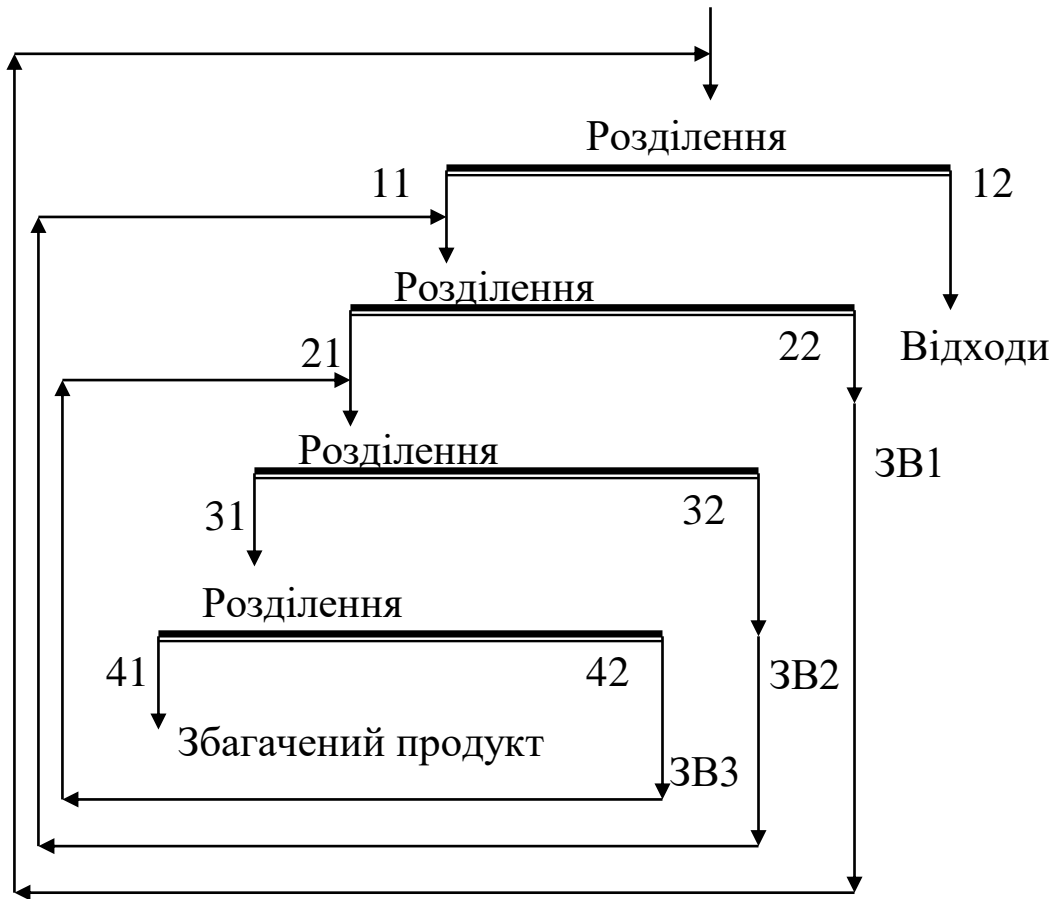 Розділення
11
12
Розділення
21
22
Відходи
Розділення
ЗВ1
31
32
Розділення
41
42
ЗВ2
Збагачений продукт
ЗВ3